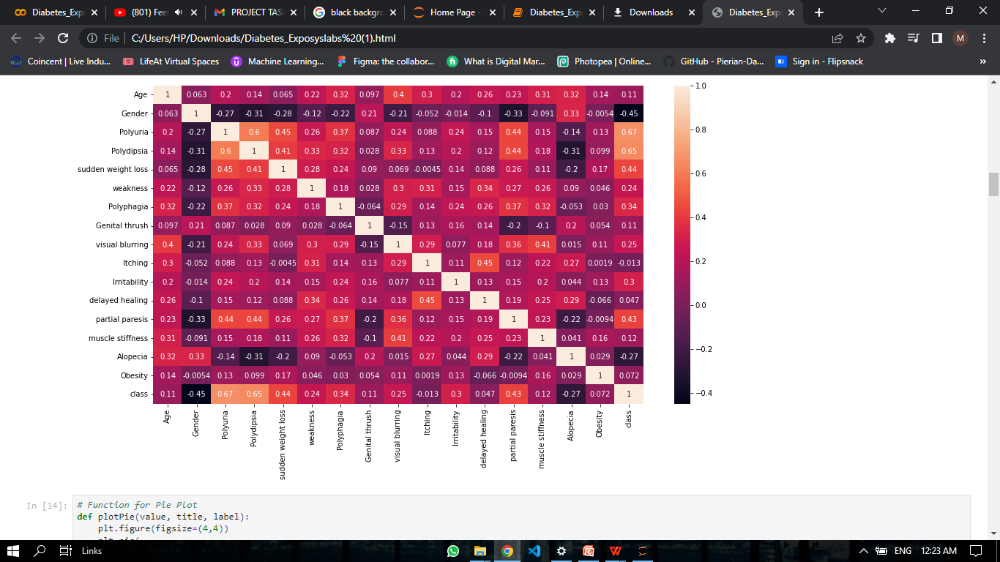 Diabetes_Exp (801) Feel PROJECT TAS black backgr Home Page - Diabetes_Exp Downloads Diabetes_Exp
File C:/Users/HP/Downloads/Diabetes_Exposyslabs%20(1).html M
Coincent | Live Indu... LifeAt Virtual Spaces Machine Learning... Figma: the collabor... What is Digital Mar... Photopea | Online... GitHub - Pierian-Da... Sign in - Flipsnack »
Age 1 0.063 0.2 0.14 0.065 0.22 0.32 0.097 0.4 0.3 0.2 0.26 0.23 0.31 0.32 0.14 0.11
Gender 0.063 1 -0.27 -0.31 -0.28 -0.12 -0.22 0.21 -0.21 -0.052 -0.014 -0.1 -0.33 -0.091 0.33 -0.0054 -0.45
Polyuria 0.2 -0.27 1 0.6 0.45 0.26 0.37 0.087 0.24 0.088 0.24 0.15 0.44 0.15 -0.14 0.13 0.67
Polydipsia 0.14 -0.31 0.6 1 0.41 0.33 0.32 0.028 0.33 0.13 0.2 0.12 0.44 0.18 -0.31 0.099 0.65
sudden weight loss 0.065 -0.28 0.45 0.41 1 0.28 0.24 0.09 0.069 -0.0045 0.14 0.088 0.26 0.11 -0.2 0.17 0.44
weakness 0.22 -0.12 0.26 0.33 0.28 1 0.18 0.028 0.3 0.31 0.15 0.34 0.27 0.26 0.09 0.046 0.24
Polyphagia 0.32 -0.22 0.37 0.32 0.24 0.18 1 -0.064 0.29 0.14 0.24 0.26 0.37 0.32 -0.053 0.03 0.34
Genital thrush 0.097 0.21 0.087 0.028 0.09 0.028 -0.064 1 -0.15 0.13 0.16 0.14 -0.2 -0.1 0.2 0.054 0.11
visual blurring 0.4 -0.21 0.24 0.33 0.069 0.3 0.29 -0.15 1 0.29 0.077 0.18 0.36 0.41 0.015 0.11 0.25
Itching 0.3 -0.052 0.088 0.13 -0.0045 0.31 0.14 0.13 0.29 1 0.11 0.45 0.12 0.22 0.27 0.0019 -0.013
Irritability 0.2 -0.014 0.24 0.2 0.14 0.15 0.24 0.16 0.077 0.11 1 0.13 0.15 0.2 0.044 0.13 0.3
delayed healing 0.26 -0.1 0.15 0.12 0.088 0.34 0.26 0.14 0.18 0.45 0.13 1 0.19 0.25 0.29 -0.066 0.047
partial paresis 0.23 -0.33 0.44 0.44 0.26 0.27 0.37 -0.2 0.36 0.12 0.15 0.19 1 0.23 -0.22 -0.0094 0.43
muscle stiffness 0.31 -0.091 0.15 0.18 0.11 0.26 0.32 -0.1 0.41 0.22 0.2 0.25 0.23 1 0.041 0.16 0.12
Alopecia 0.32 0.33 -0.14 -0.31 -0.2 0.09 -0.053 0.2 0.015 0.27 0.044 0.29 -0.22 0.041 1 0.029 -0.27
Obesity 0.14 -0.0054 0.13 0.099 0.17 0.046 0.03 0.054 0.11 0.0019 0.13 -0.066 -0.0094 0.16 0.029 1 0.072
class 0.11 -0.45 0.67 0.65 0.44 0.24 0.34 0.11 0.25 -0.013 0.3 0.047 0.43 0.12 -0.27 0.072 1
Age Gender Polyuria Polydipsia sudden weight loss weakness Polyphagia Genital thrush visual blurring Itching Irritability delayed healing partial paresis muscle stiffness Alopecia Obesity class
1.0
0.8
0.6
0.4
0.2
0.0
−0.2
−0.4
In [14]:
# Function for Pie Plot
def plotPie(value, title, label):
plt.figure(figsize=(4,4))
plt.pie(
Links ENG 12:23 AM